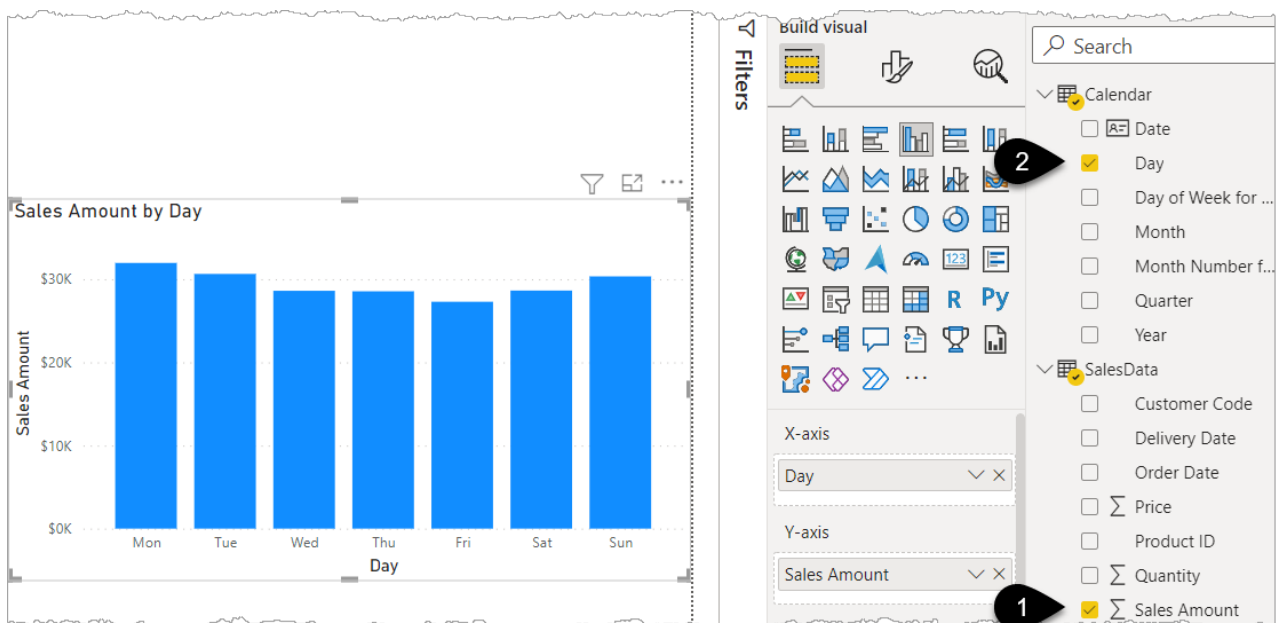 Sales Amount by Day
$30K
$20K
$10K
$0K
Sales Amount
Mon Tue Wed Thu Fri Sat Sun
Day
Filters
Build visual
123
R Py
X-axis
Day
Y-axis
Sales Amount
Search
Calendar
Date
2
Day
Day of Week for ...
Month
Month Number f...
Quarter
Year
SalesData
Customer Code
Delivery Date
Order Date
∑ Price
Product ID
∑ Quantity
1
∑ Sales Amount